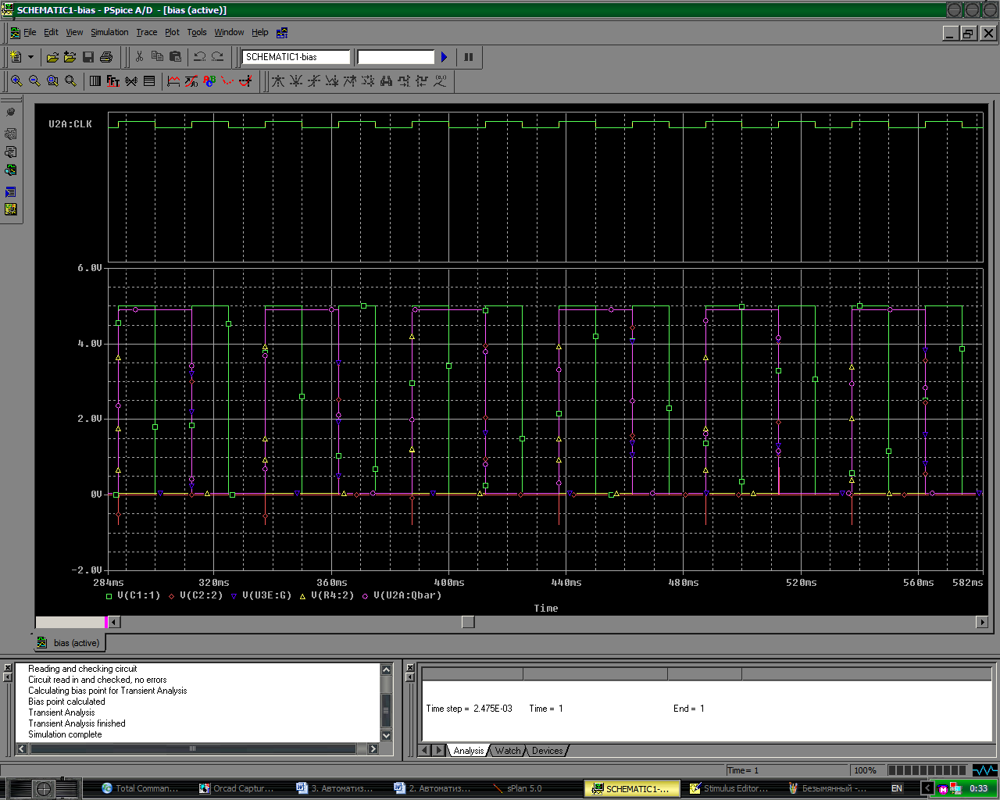 SCHEMATIC1-bias - PSpice A/D - [bias (active)]
File Edit View Simulation Trace Plot Tools Window Help
SCHEMATIC1-bias
FFT
U2A:CLK
6.0V
4.0V
2.0V
0V
-2.0V
284ms 320ms 360ms 400ms 440ms 480ms 520ms 560ms 582ms
V(C1:1) V(C2:2) V(U3E:G) V(R4:2) V(U2A:Qbar)
Time
bias (active)
Reading and checking circuit
Circuit read in and checked, no errors
Calculating bias point for Transient Analysis
Bias point calculated
Transient Analysis
Transient Analysis finished
Simulation complete
Time step = 2.475E-03 Time = 1 End = 1
Analysis Watch Devices
Time= 1 100%
Total Comman... Orcad Captur... 3. Автоматиз... 2. Автоматиз... sPlan 5.0 SCHEMATIC1-... Stimulus Editor... Безымянный -... EN 0:33